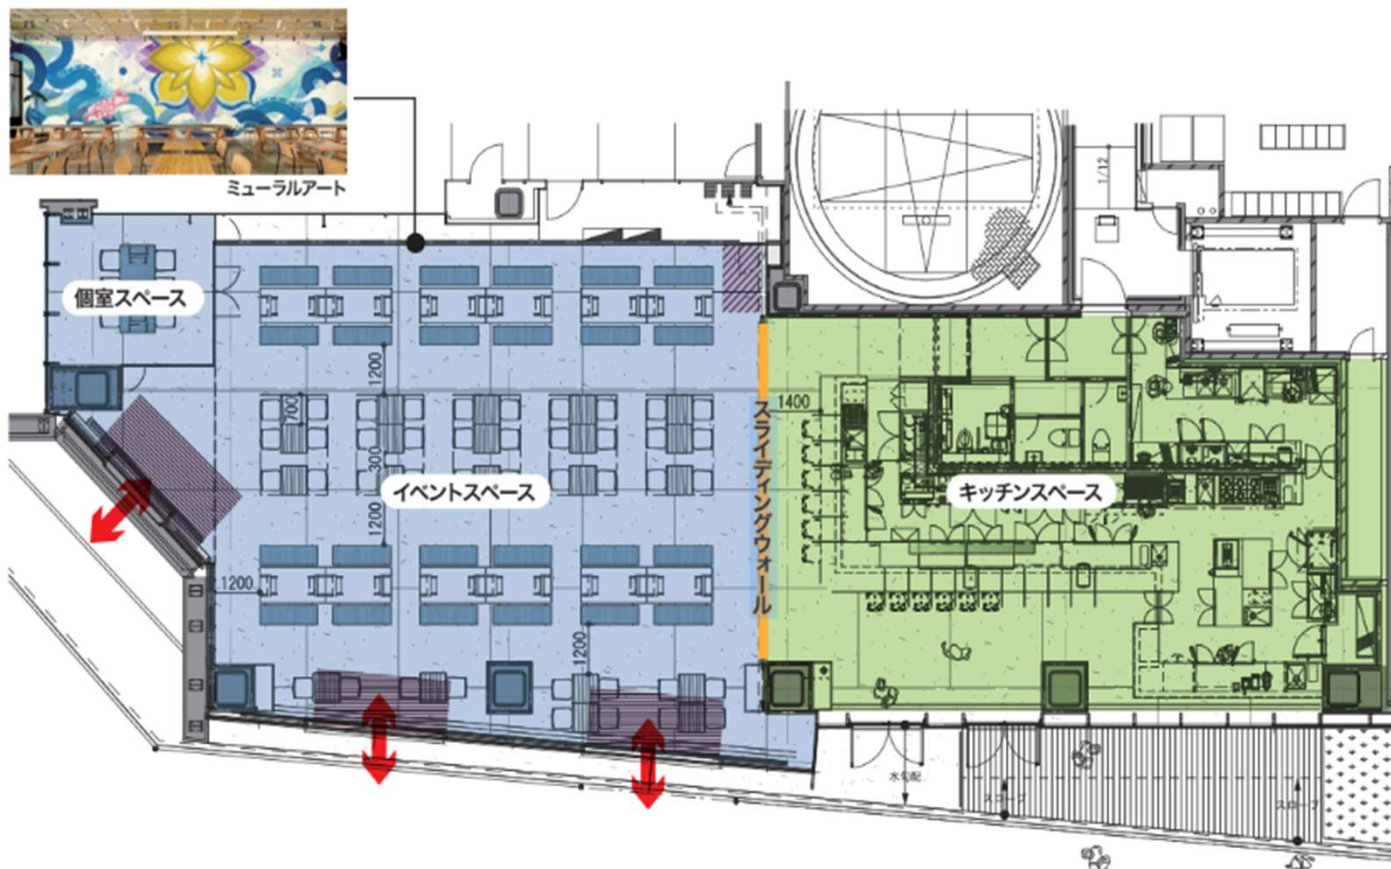 ミューラルアート
1/12
個室スペース
1200
700
300
1200
イベントスペース
1200
1200
スライディングウォール
1400
キッチンスペース
水勾配
スロープ
スロープ